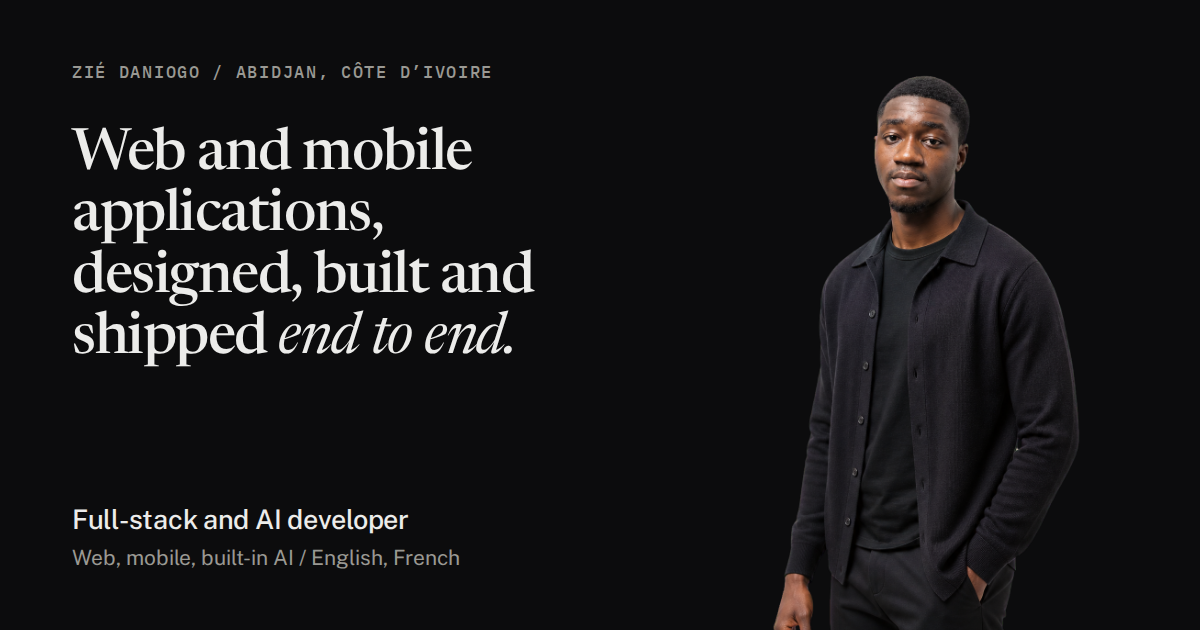 ZIÉ DANIOGO / ABIDJAN, CÔTE D’IVOIRE
Web and mobile
applications,
designed, built and
shipped end to end.
Full-stack and AI developer
Web, mobile, built-in AI / English, French